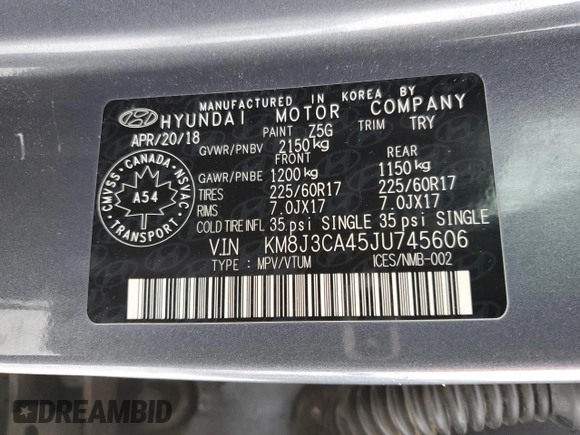 MANUFACTURED IN KOREA BY
HYUNDAI MOTOR COMPANY
APR/20/18 PAINT Z5G TRIM TRY
GVWR/PNBV 2150 kg
FRONT REAR
GAWR/PNBE 1200 kg 1150 kg
TIRES 225/60R17 225/60R17
RIMS 7.0JX17 7.0JX17
COLD TIRE INFL 35 psi SINGLE 35 psi SINGLE
VIN KM8J3CA45JU745606
TYPE : MPV/VTUM ICES/NMB-002
CMVSS - CANADA - NSVAC
A54
TRANSPORT
DREAMBID